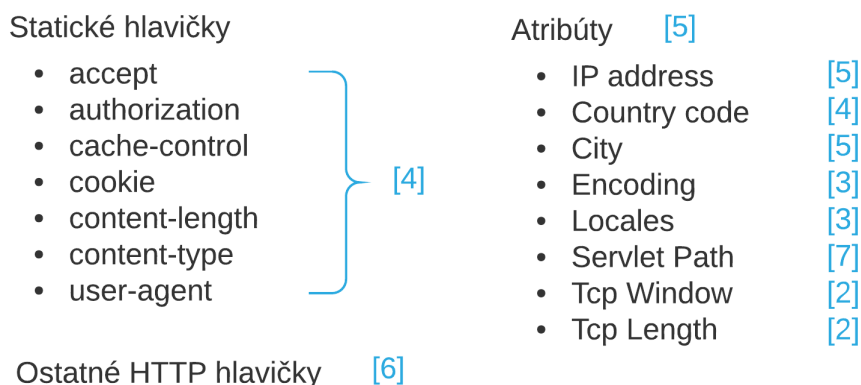 Statické hlavičky
• accept
• authorization
• cache-control
• cookie
• content-length
• content-type
• user-agent
[4]
Ostatné HTTP hlavičky [6]
Atribúty [5]
• IP address [5]
• Country code [4]
• City [5]
• Encoding [3]
• Locales [3]
• Servlet Path [7]
• Tcp Window [2]
• Tcp Length [2]